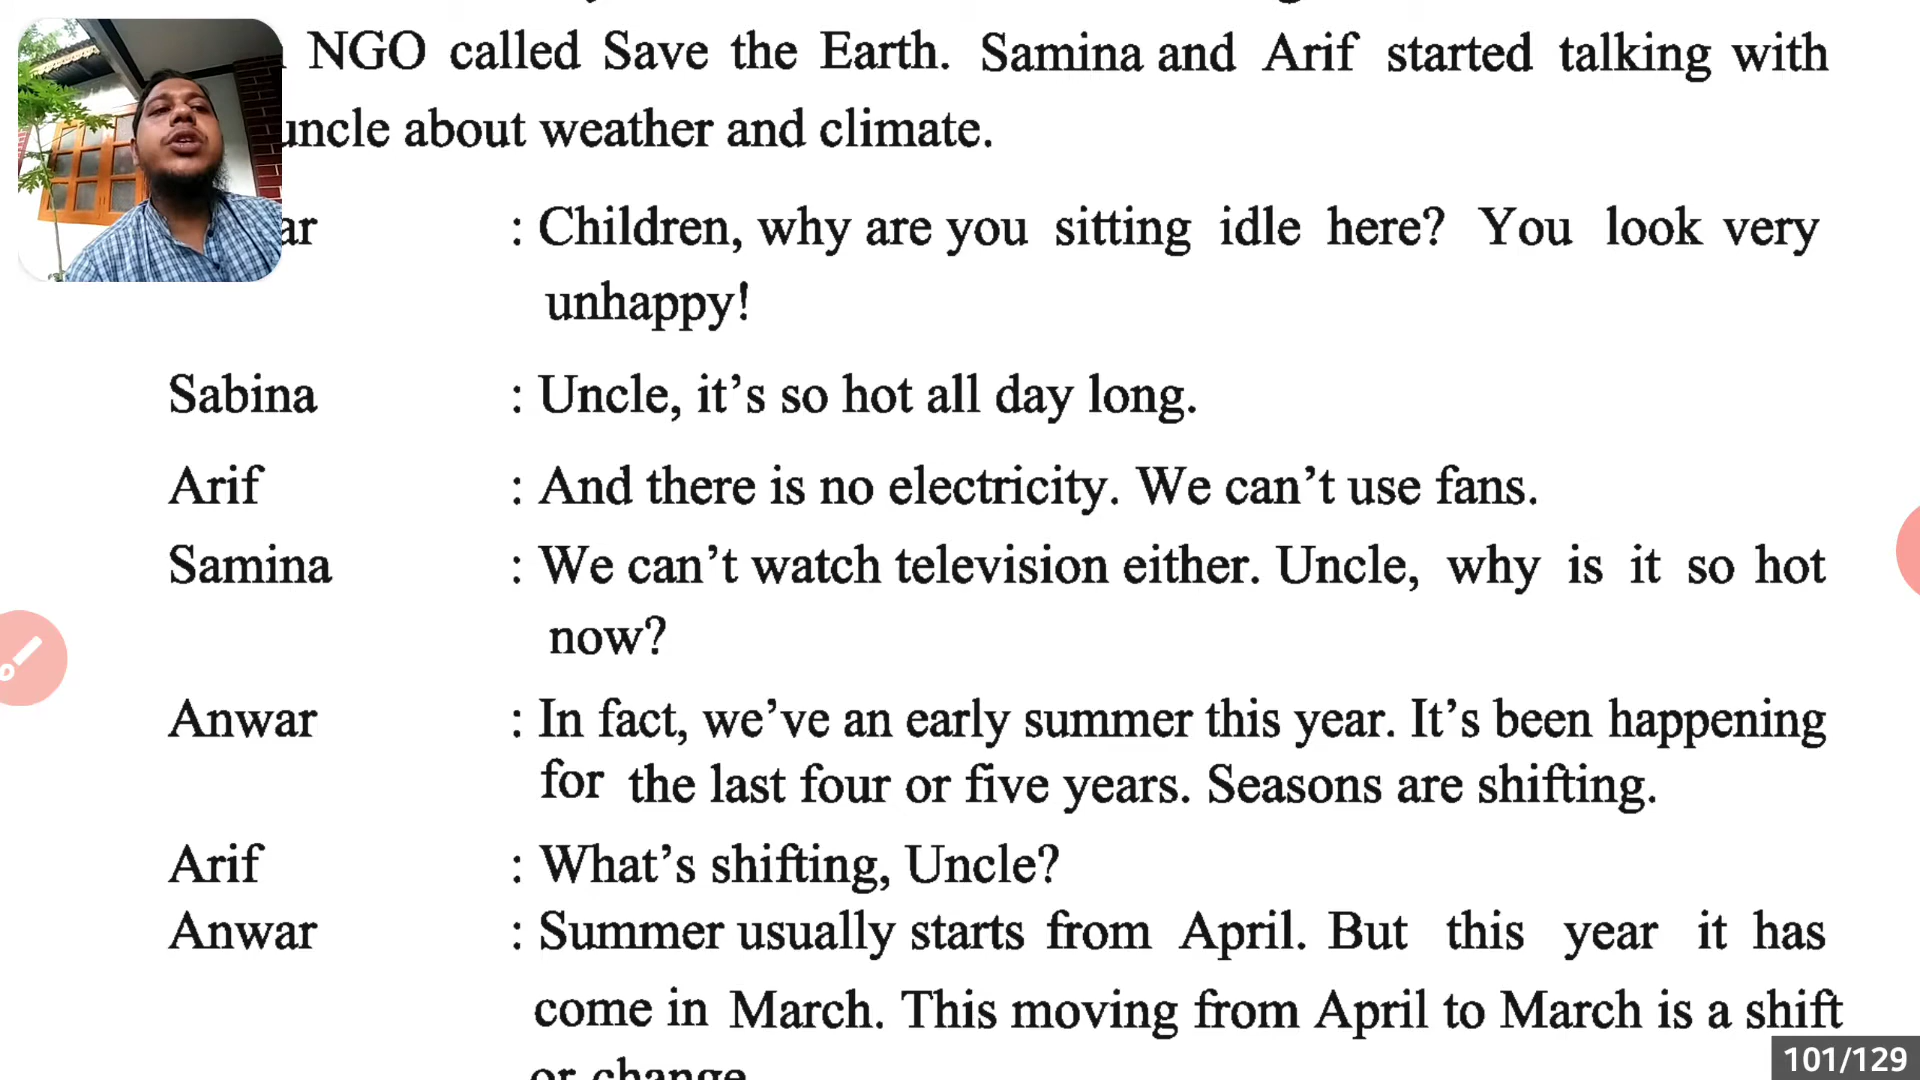 NGO called Save the Earth. Samina and Arif started talking with
uncle about weather and climate.
ar : Children, why are you sitting idle here? You look very
unhappy!
Sabina : Uncle, it’s so hot all day long.
Arif : And there is no electricity. We can’t use fans.
Samina : We can’t watch television either. Uncle, why is it so hot
now?
Anwar : In fact, we’ve an early summer this year. It’s been happening
for the last four or five years. Seasons are shifting.
Arif : What’s shifting, Uncle?
Anwar : Summer usually starts from April. But this year it has
come in March. This moving from April to March is a shift
or change
101/129